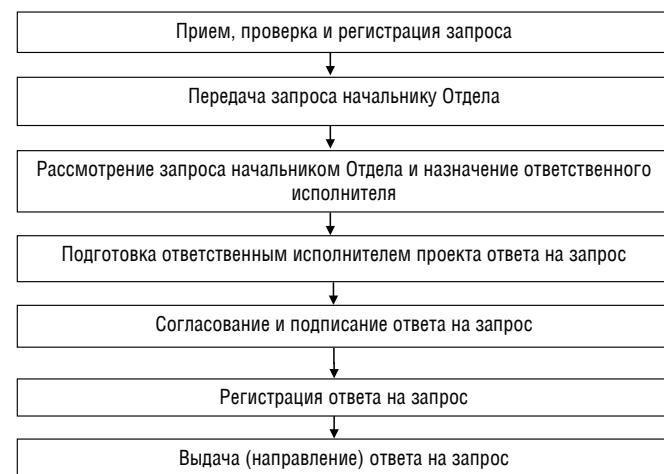 Прием, проверка и регистрация запроса
Передача запроса начальнику Отдела
Рассмотрение запроса начальником Отдела и назначение ответственного
исполнителя
Подготовка ответственным исполнителем проекта ответа на запрос
Согласование и подписание ответа на запрос
Регистрация ответа на запрос
Выдача (направление) ответа на запрос